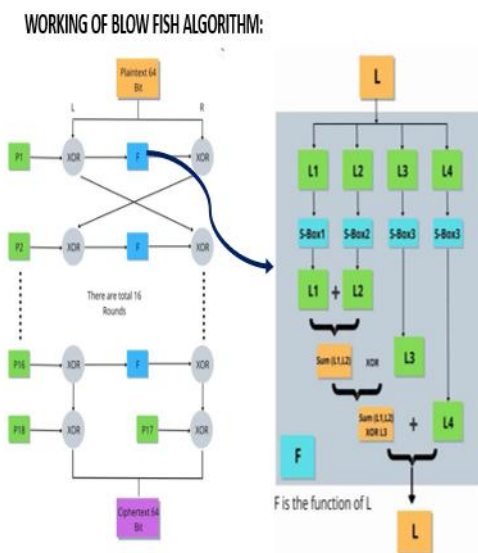 WORKING OF BLOW FISH ALGORITHM:
Plaintext 64
Bit
L
R
P1
XOR
F
XOR
P2
XOR
F
XOR
There are total 16
Rounds
P16
XOR
F
XOR
P18
XOR
P17
XOR
Ciphertext 64
Bit
L
L1
L2
L3
L4
S-Box1
S-Box2
S-Box3
S-Box3
L1
+
L2
Sum (L1,L2)
XOR
L3
Sum (L1,L2)
XOR L3
+
L4
F
F is the function of L
L